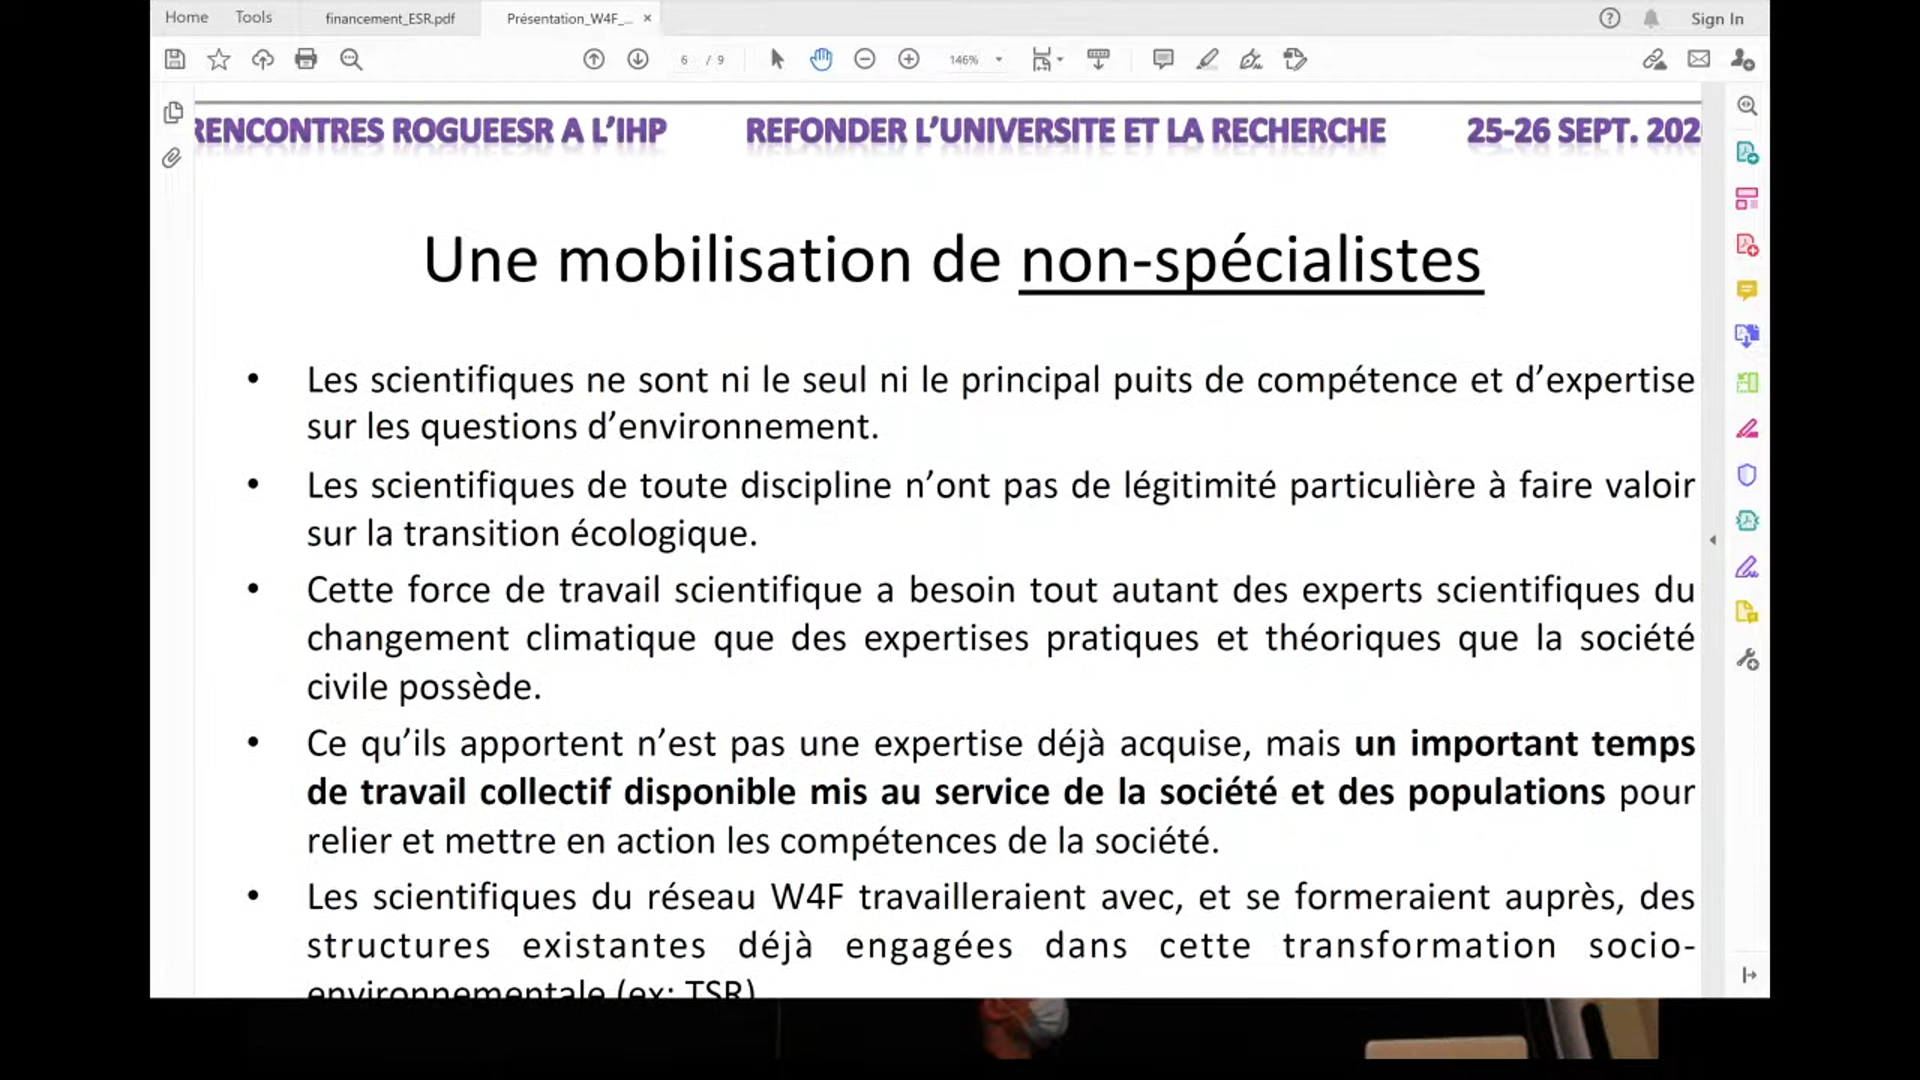 Home Tools financement_ESR.pdf Présentation_W4F_... × Sign In
6 / 9 146%
RENCONTRES ROGUEESR A L’IHP REFONDER L’UNIVERSITE ET LA RECHERCHE 25-26 SEPT. 202
Une mobilisation de non-spécialistes
• Les scientifiques ne sont ni le seul ni le principal puits de compétence et d’expertise
sur les questions d’environnement.
• Les scientifiques de toute discipline n’ont pas de légitimité particulière à faire valoir
sur la transition écologique.
• Cette force de travail scientifique a besoin tout autant des experts scientifiques du
changement climatique que des expertises pratiques et théoriques que la société
civile possède.
• Ce qu’ils apportent n’est pas une expertise déjà acquise, mais un important temps
de travail collectif disponible mis au service de la société et des populations pour
relier et mettre en action les compétences de la société.
• Les scientifiques du réseau W4F travailleraient avec, et se formeraient auprès, des
structures existantes déjà engagées dans cette transformation socio-
environnementale (ex: TSR)